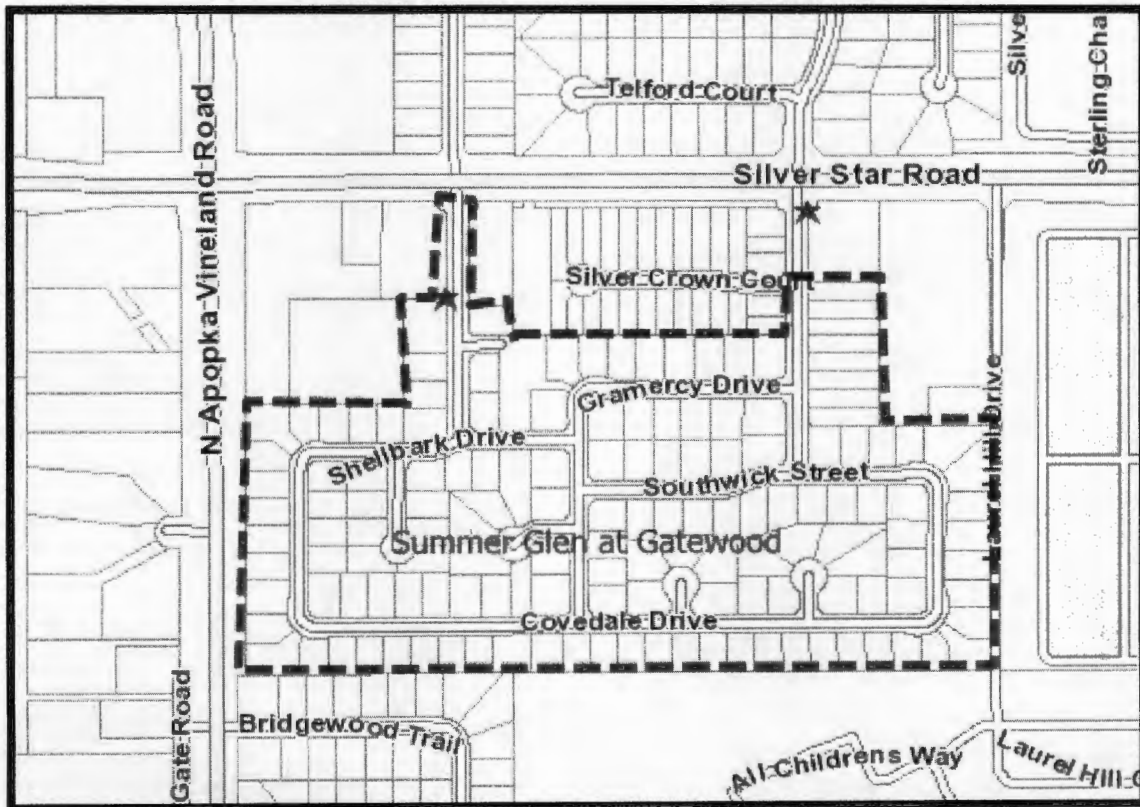 Telford Court
Silve
Sterling Cha
N Apopka-Vineland Road
Silver Star Road
Silver Crown Court
Gramercy Drive
Laurel Hill Drive
Shellbark Drive
Southwick Street
Summer Glen at Gatewood
Covedale Drive
Gate Road
Bridgewood Trail
All Childrens Way
Laurel Hill